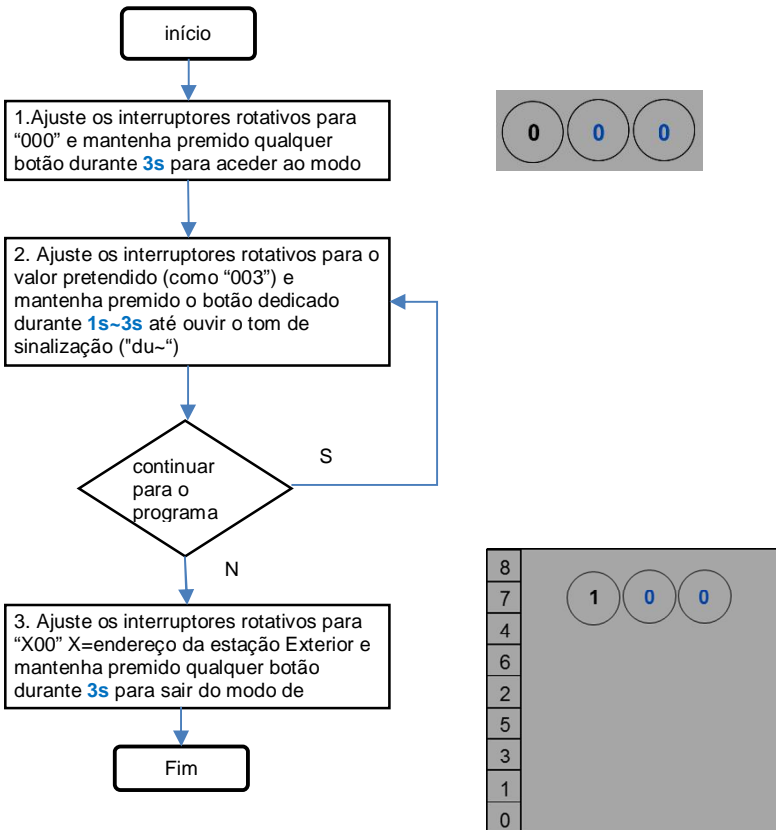 início
1.Ajuste os interruptores rotativos para
“000” e mantenha premido qualquer
botão durante 3s para aceder ao modo
0 0 0
2. Ajuste os interruptores rotativos para o
valor pretendido (como “003”) e
mantenha premido o botão dedicado
durante 1s~3s até ouvir o tom de
sinalização ("du~“)
continuar
para o
programa
S
N
3. Ajuste os interruptores rotativos para
“X00” X=endereço da estação Exterior e
mantenha premido qualquer botão
durante 3s para sair do modo de
Fim
8
7
4
6
2
5
3
1
0
1 0 0